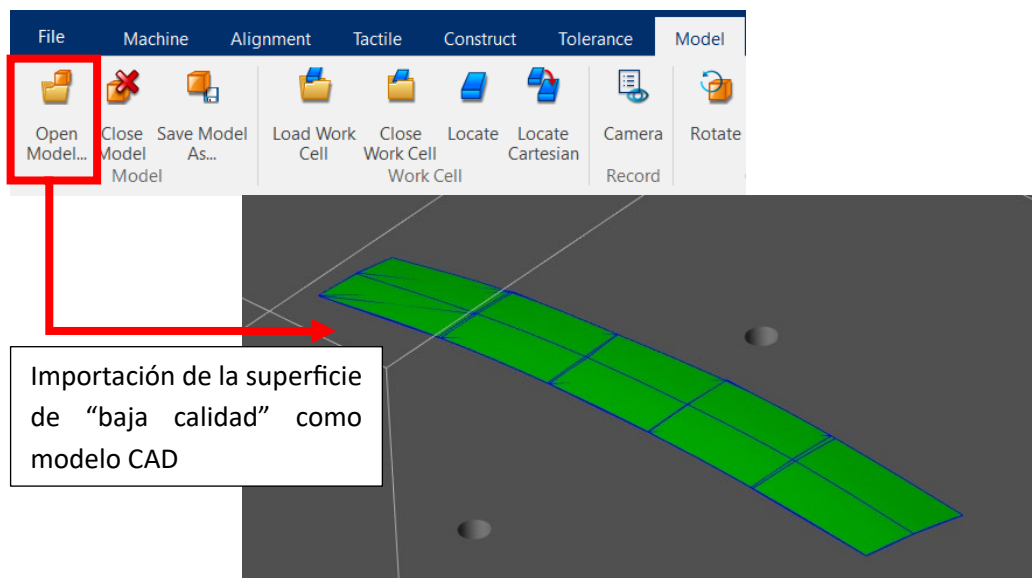 File Machine Alignment Tactile Construct Tolerance Model
Open Close Save Model Load Work Close Locate Locate Camera Rotate
Model... Model As... Cell Work Cell Cartesian
Model Work Cell Record
Importación de la superficie
de “baja calidad” como
modelo CAD